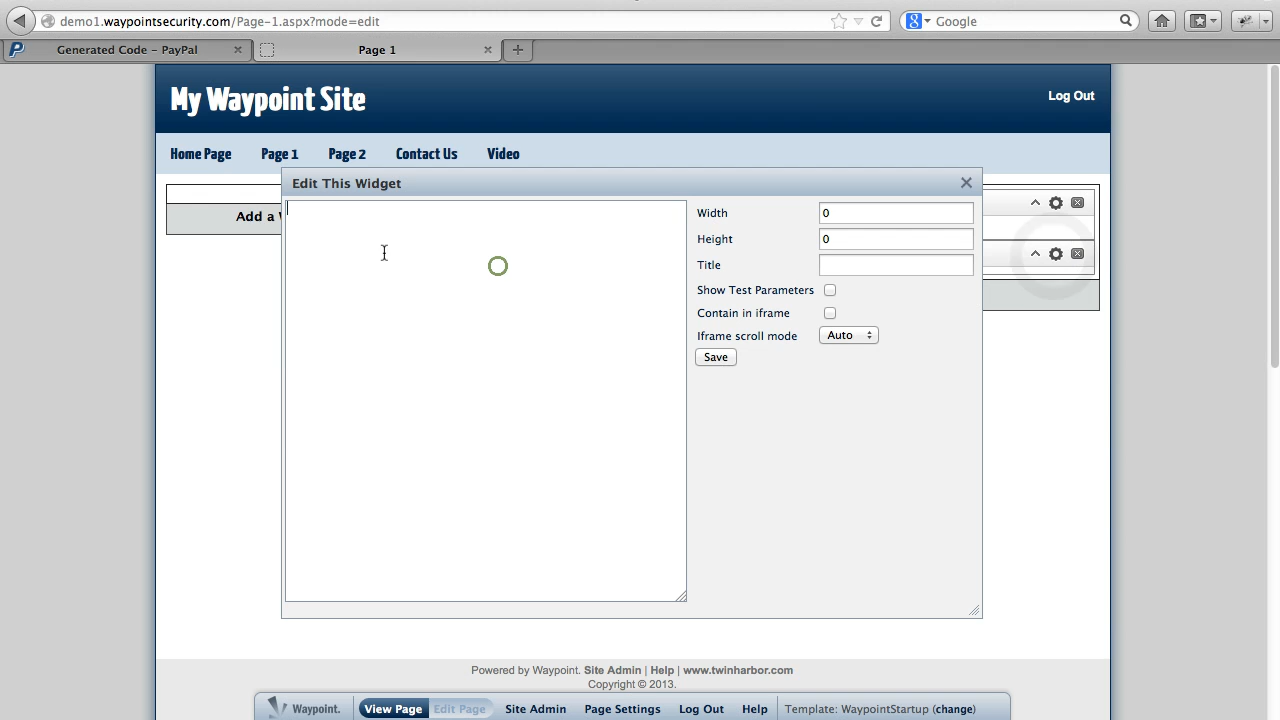 demo1.waypointsecurity.com/Page-1.aspx?mode=edit
Google
Generated Code – PayPal
Page 1
My Waypoint Site
Log Out
Home Page
Page 1
Page 2
Contact Us
Video
Edit This Widget
Add a
Width
0
Height
0
Title
Show Test Parameters
Contain in iframe
Iframe scroll mode
Auto
Save
Powered by Waypoint. Site Admin | Help | www.twinharbor.com
Copyright © 2013.
Waypoint.
View Page
Edit Page
Site Admin
Page Settings
Log Out
Help
Template: WaypointStartup (change)